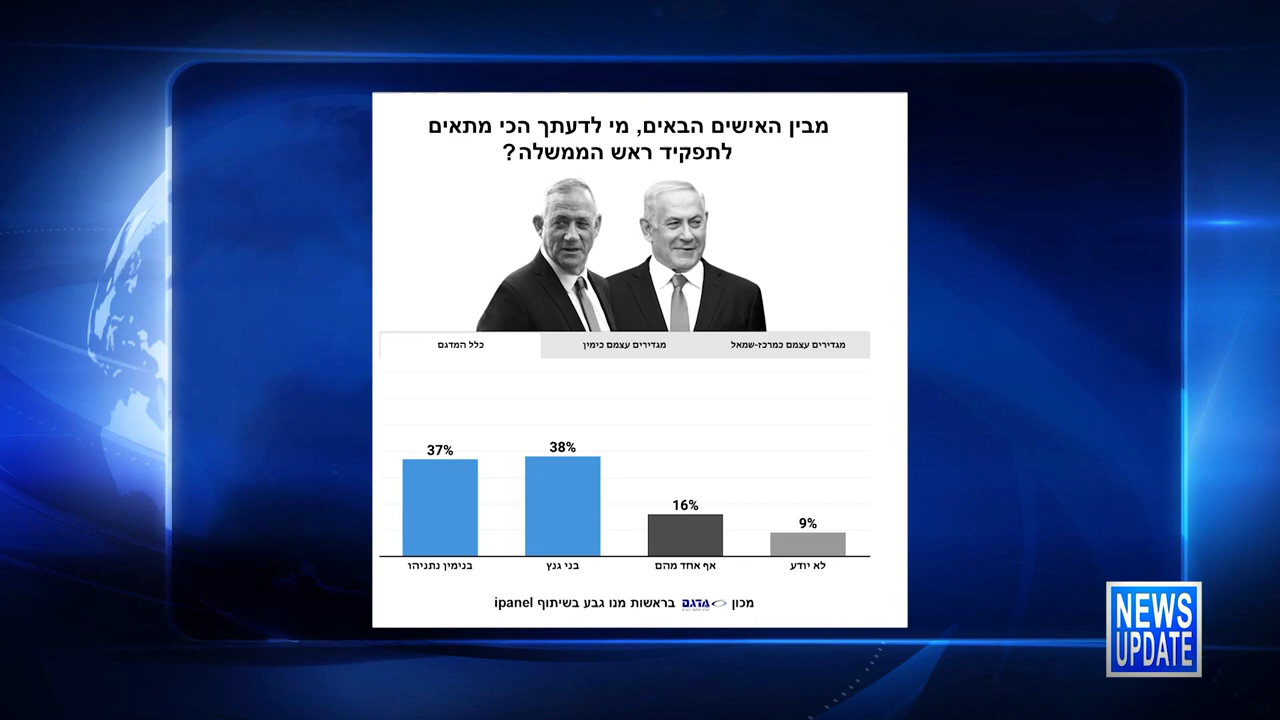 מבין האישים הבאים, מי לדעתך הכי מתאים
לתפקיד ראש הממשלה?
מגדירים עצמם כמרכז-שמאל
מגדירים עצמם כימין
כלל המדגם
37%
38%
16%
9%
בנימין נתניהו
בני גנץ
אף אחד מהם
לא יודע
מכון מדגם בראשות מנו גבע בשיתוף ipanel
NEWS
UPDATE